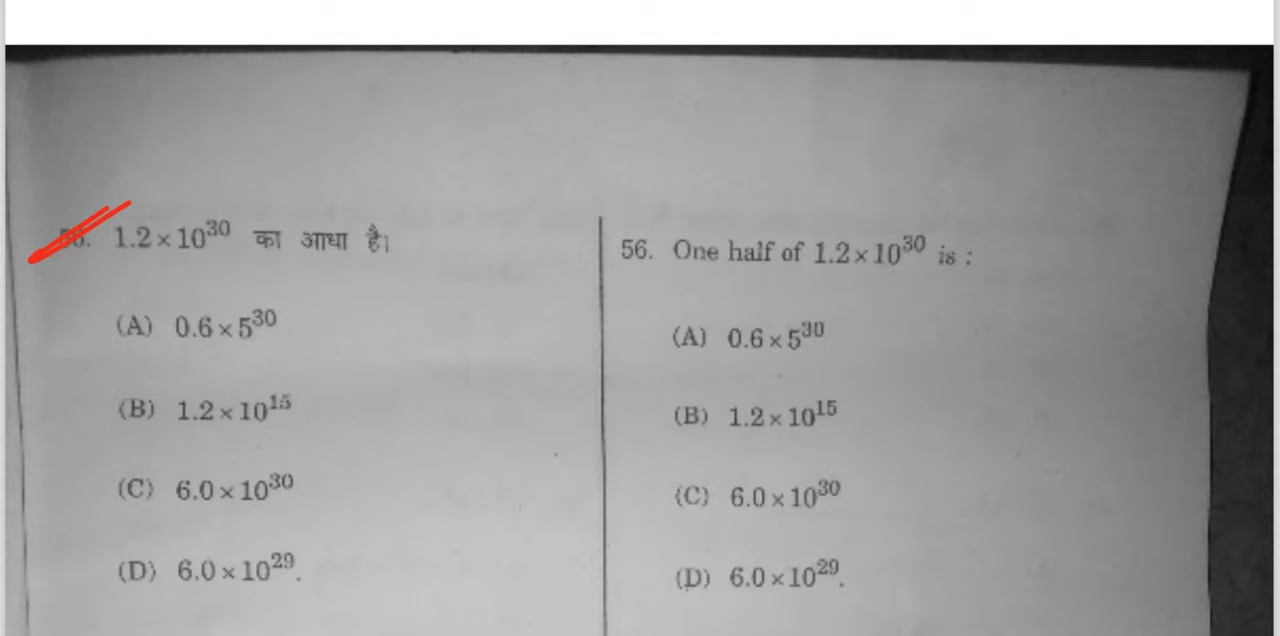 56. 1.2×10³⁰ का आधा है।
(A) 0.6×5³⁰
(B) 1.2×10¹⁵
(C) 6.0×10³⁰
(D) 6.0×10²⁹.
56. One half of 1.2×10³⁰ is :
(A) 0.6×5³⁰
(B) 1.2×10¹⁵
(C) 6.0×10³⁰
(D) 6.0×10²⁹.